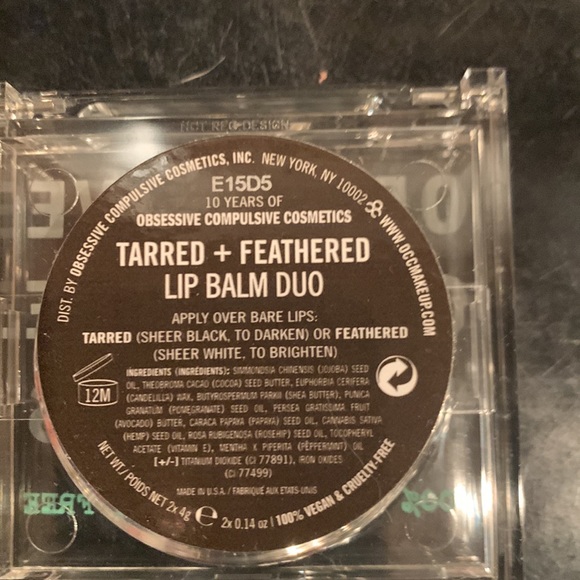 NOT REG DESIGN
DIST. BY OBSESSIVE COMPULSIVE COSMETICS, INC. NEW YORK, NY 10002 WWW.OCCMAKEUP.COM
E15D5
10 YEARS OF
OBSESSIVE COMPULSIVE COSMETICS
TARRED + FEATHERED
LIP BALM DUO
APPLY OVER BARE LIPS:
TARRED (SHEER BLACK, TO DARKEN) OR FEATHERED
(SHEER WHITE, TO BRIGHTEN)
12M
INGREDIENTS (INGRÉDIENTS): SIMMONDSIA CHINENSIS (JOJOBA) SEED
OIL, THEOBROMA CACAO (COCOA) SEED BUTTER, EUPHORBIA CERIFERA
(CANDELILLA) WAX, BUTYROSPERMUM PARKII (SHEA BUTTER), PUNICA
GRANATUM (POMEGRANATE) SEED OIL, PERSEA GRATISSIMA FRUIT
(AVOCADO) BUTTER, CARACA PAPAYA (PAPAYA) SEED OIL, CANNABIS SATIVA
(HEMP) SEED OIL, ROSA RUBIGENOSA (ROSEHIP) SEED OIL, TOCOPHERYL
ACETATE (VITAMIN E), MENTHA X PIPERITA (PEPPERMINT) OIL
[+/-] TITANIUM DIOXIDE (CI 77891), IRON OXIDES
(CI 77499)
MADE IN U.S.A. / FABRIQUÉ AUX ETATS-UNIS
NET WT/POIDS NET 2x 4g e 2x 0.14 oz | 100% VEGAN & CRUELTY-FREE